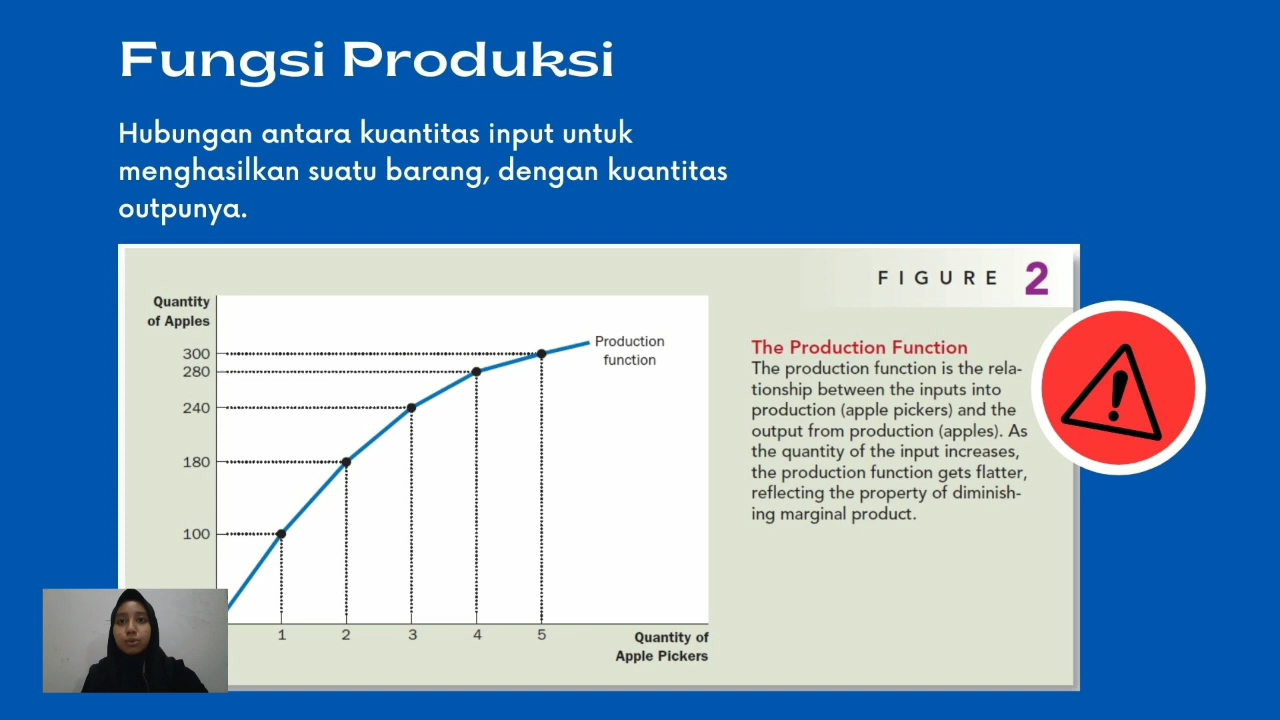 Fungsi Produksi
Hubungan antara kuantitas input untuk
menghasilkan suatu barang, dengan kuantitas
outpunya.
FIGURE 2
Quantity
of Apples
300
280
240
180
100
Production
function
1 2 3 4 5
Quantity of
Apple Pickers
The Production Function
The production function is the rela-
tionship between the inputs into
production (apple pickers) and the
output from production (apples). As
the quantity of the input increases,
the production function gets flatter,
reflecting the property of diminish-
ing marginal product.